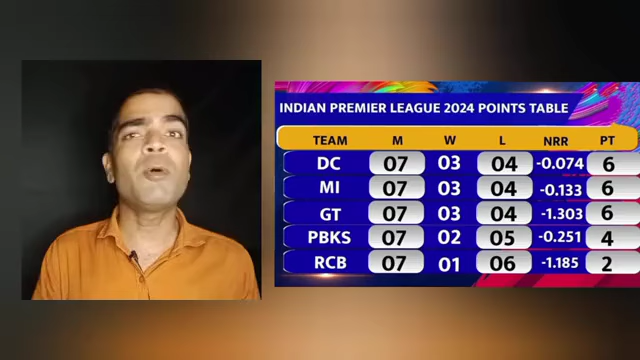 INDIAN PREMIER LEAGUE 2024 POINTS TABLE
TEAM M W L NRR PT
DC 07 03 04 -0.074 6
MI 07 03 04 -0.133 6
GT 07 03 04 -1.303 6
PBKS 07 02 05 -0.251 4
RCB 07 01 06 -1.185 2